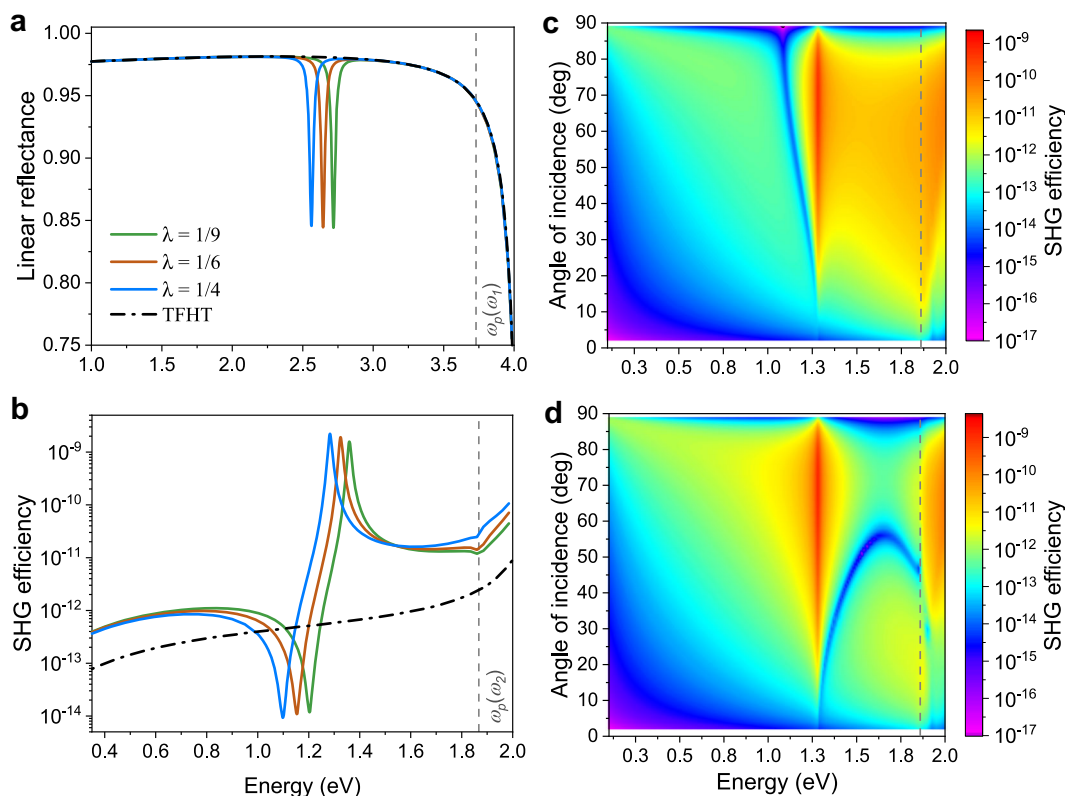 a
1.00
0.95
0.90
0.85
0.80
0.75
Linear reflectance
λ = 1/9
λ = 1/6
λ = 1/4
TFHT
ωp(ω1)
1.0 1.5 2.0 2.5 3.0 3.5 4.0
b
10⁻⁹
10⁻¹⁰
10⁻¹¹
10⁻¹²
10⁻¹³
10⁻¹⁴
SHG efficiency
ωp(ω2)
0.4 0.6 0.8 1.0 1.2 1.4 1.6 1.8 2.0
Energy (eV)
c
90
80
70
60
50
40
30
20
10
0
Angle of incidence (deg)
0.3 0.5 0.8 1.0 1.3 1.5 1.8 2.0
10⁻⁹
10⁻¹⁰
10⁻¹¹
10⁻¹²
10⁻¹³
10⁻¹⁴
10⁻¹⁵
10⁻¹⁶
10⁻¹⁷
SHG efficiency
d
90
80
70
60
50
40
30
20
10
0
Angle of incidence (deg)
0.3 0.5 0.8 1.0 1.3 1.5 1.8 2.0
Energy (eV)
10⁻⁹
10⁻¹⁰
10⁻¹¹
10⁻¹²
10⁻¹³
10⁻¹⁴
10⁻¹⁵
10⁻¹⁶
10⁻¹⁷
SHG efficiency